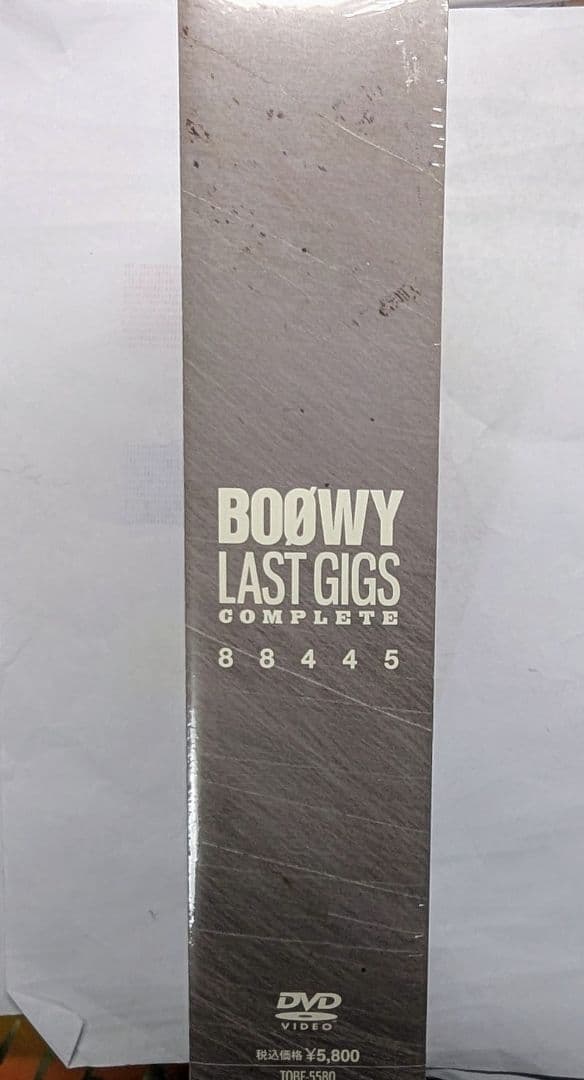 BOØWY
LAST GIGS
COMPLETE
8 8 4 4 5
DVD
VIDEO
税込価格 ¥5,800
TOBF-5580